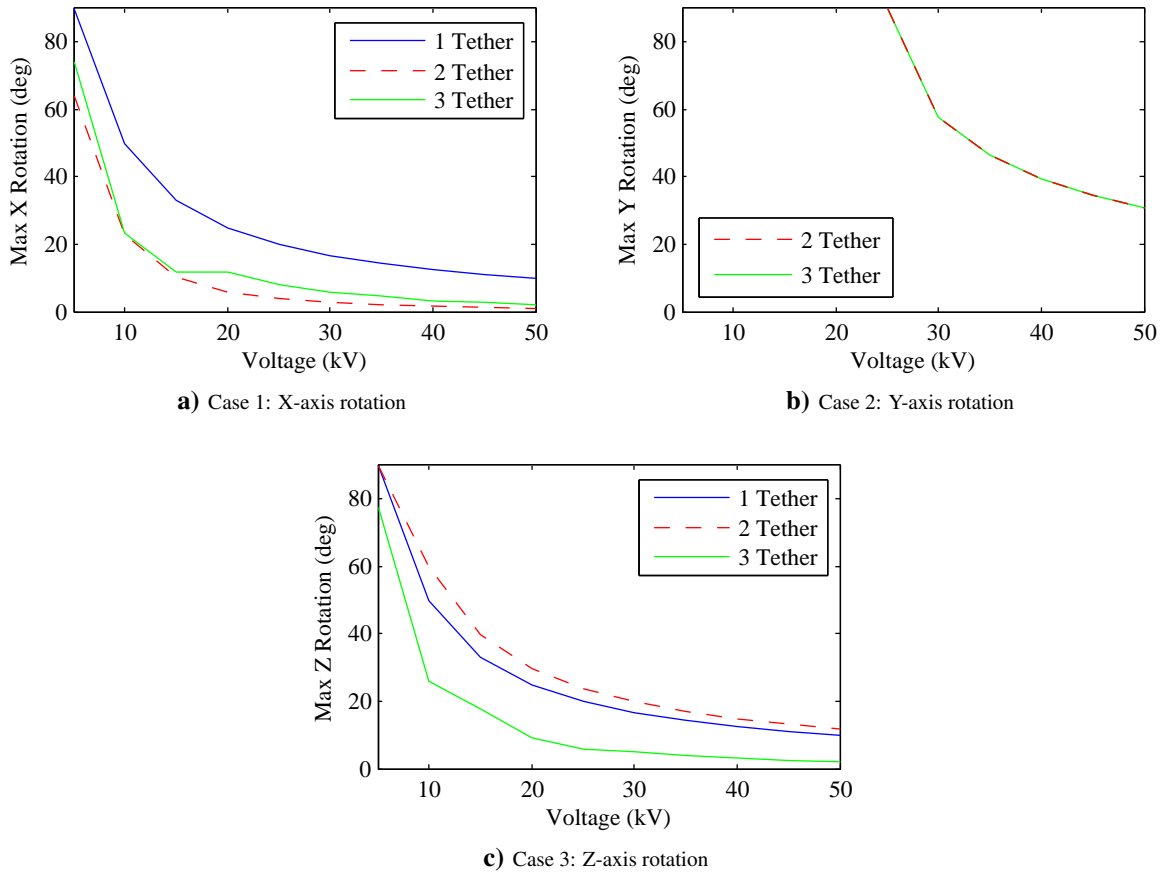 80
60
40
20
0
Max X Rotation (deg)
1 Tether
2 Tether
3 Tether
10 20 30 40 50
Voltage (kV)
a) Case 1: X-axis rotation
80
60
40
20
0
Max Y Rotation (deg)
2 Tether
3 Tether
10 20 30 40 50
Voltage (kV)
b) Case 2: Y-axis rotation
80
60
40
20
0
Max Z Rotation (deg)
1 Tether
2 Tether
3 Tether
10 20 30 40 50
Voltage (kV)
c) Case 3: Z-axis rotation